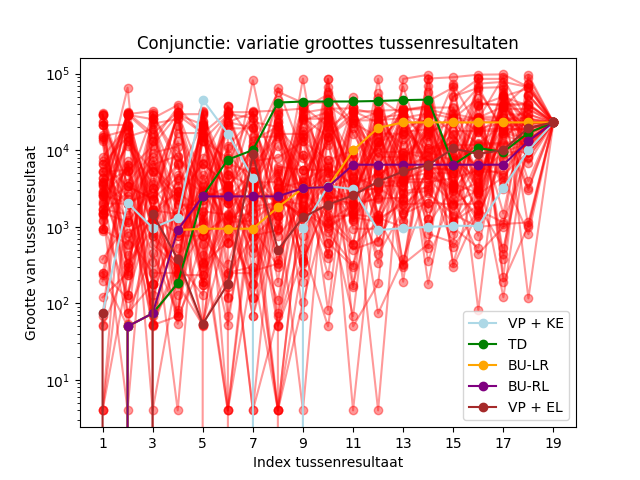 Conjunctie: variatie groottes tussenresultaten
Grootte van tussenresultaat
10^5
10^4
10^3
10^2
10^1
1 3 5 7 9 11 13 15 17 19
Index tussenresultaat
VP + KE
TD
BU-LR
BU-RL
VP + EL